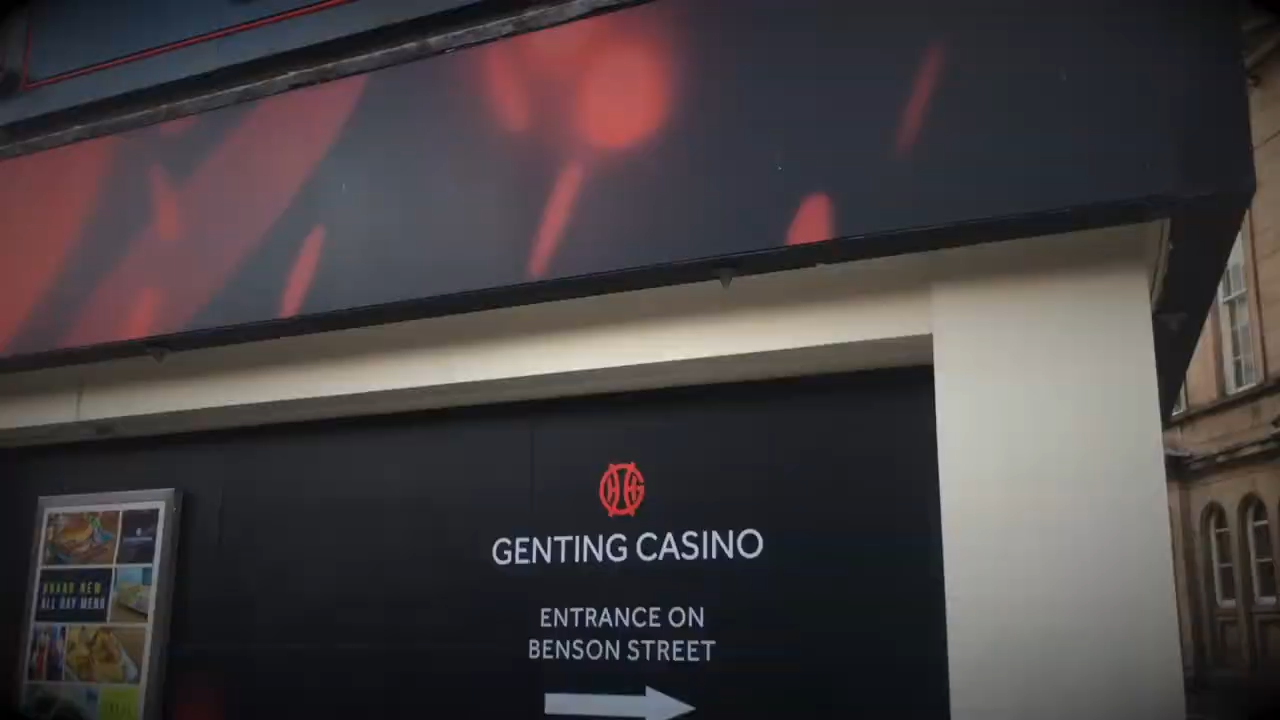 GENTING CASINO
ENTRANCE ON
BENSON STREET
BRAND NEW
ALL DAY MENU